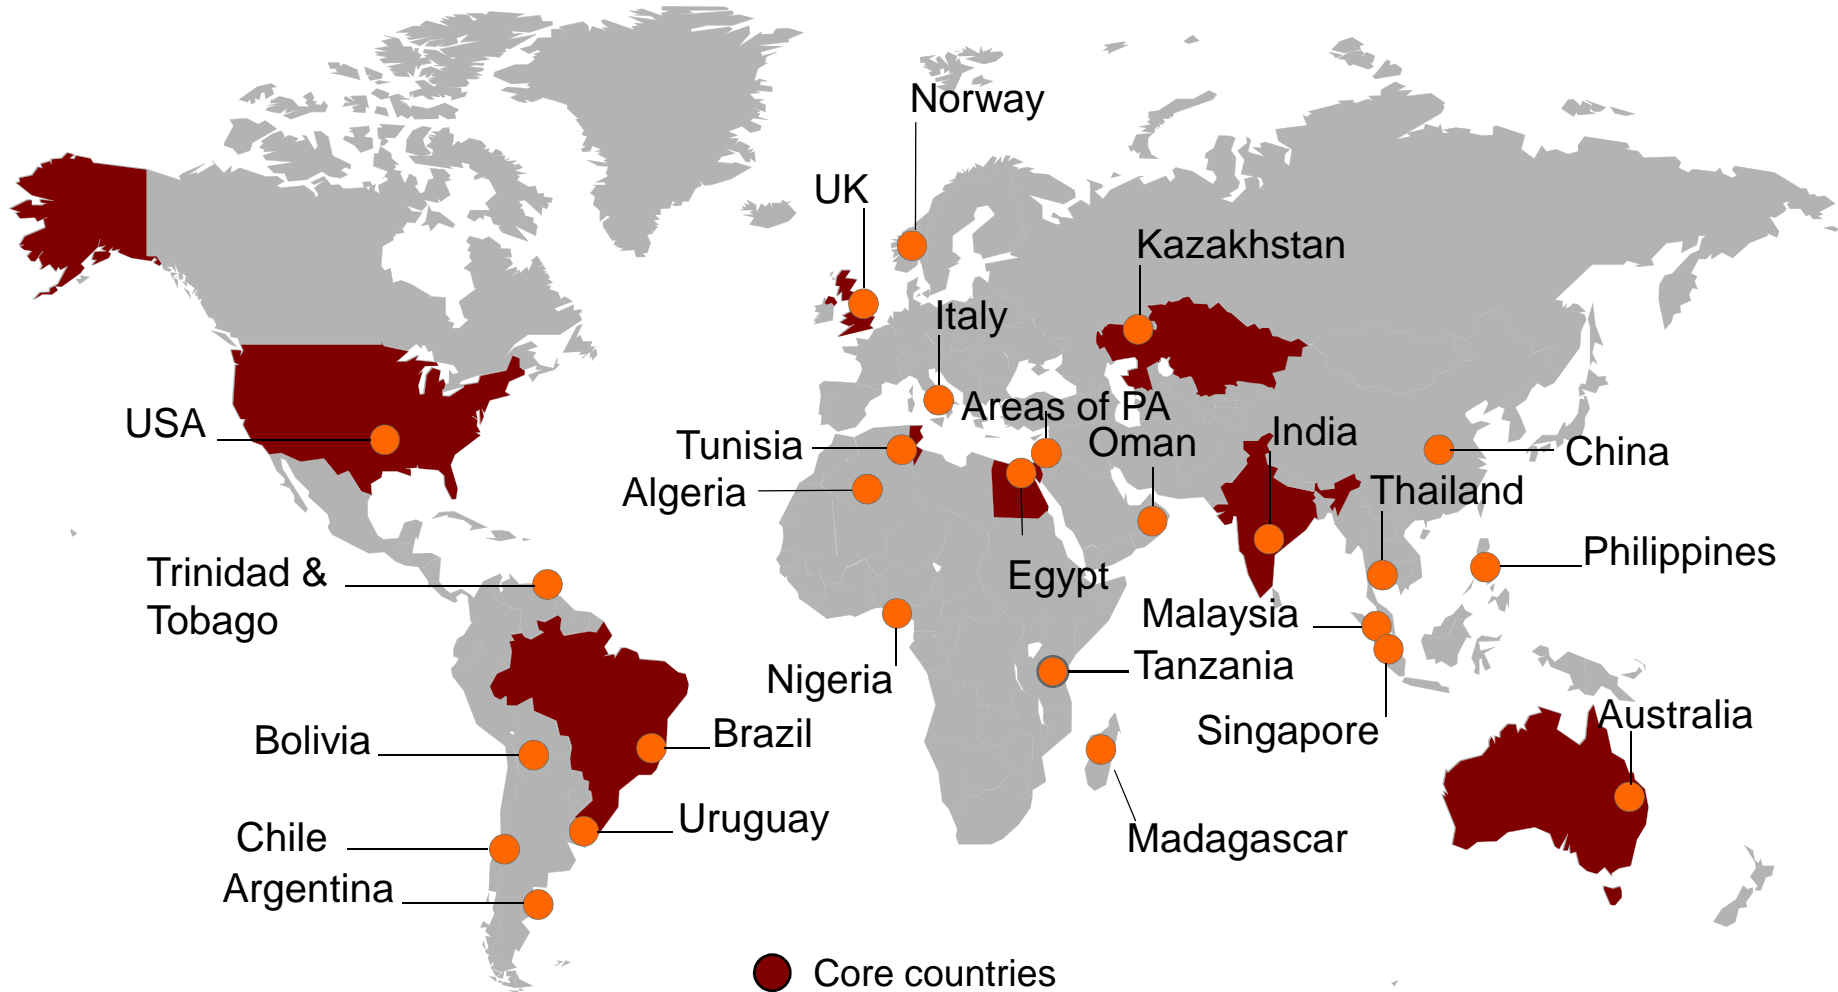 Norway
UK
Kazakhstan
Italy
Areas of PA
USA
Tunisia
Oman
India
China
Algeria
Thailand
Trinidad &
Tobago
Egypt
Philippines
Malaysia
Nigeria
Tanzania
Bolivia
Brazil
Singapore
Australia
Chile
Uruguay
Madagascar
Argentina
Core countries